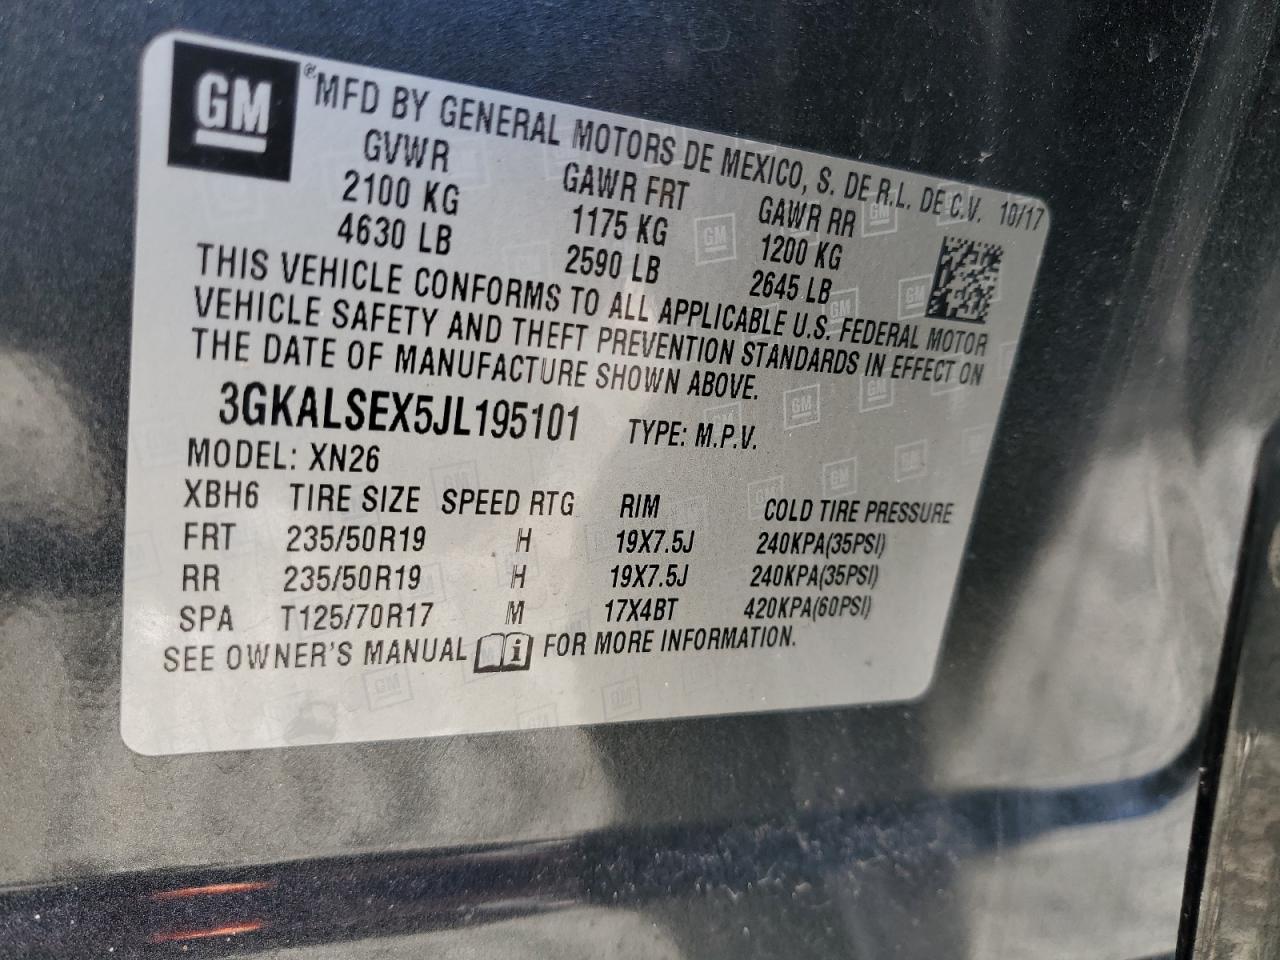 GM ® MFD BY GENERAL MOTORS DE MEXICO, S. DE R.L. DE C.V. 10/17
GVWR GAWR FRT GAWR RR
2100 KG 1175 KG 1200 KG
4630 LB 2590 LB 2645 LB
THIS VEHICLE CONFORMS TO ALL APPLICABLE U.S. FEDERAL MOTOR
VEHICLE SAFETY AND THEFT PREVENTION STANDARDS IN EFFECT ON
THE DATE OF MANUFACTURE SHOWN ABOVE.
3GKALSEX5JL195101 TYPE: M.P.V.
MODEL: XN26
XBH6 TIRE SIZE SPEED RTG RIM COLD TIRE PRESSURE
FRT 235/50R19 H 19X7.5J 240KPA(35PSI)
RR 235/50R19 H 19X7.5J 240KPA(35PSI)
SPA T125/70R17 M 17X4BT 420KPA(60PSI)
SEE OWNER'S MANUAL i FOR MORE INFORMATION.